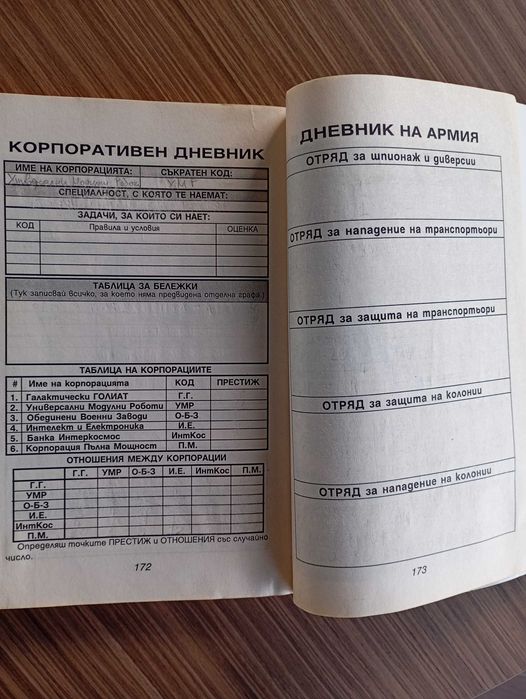 КОРПОРАТИВЕН ДНЕВНИК
ИМЕ НА КОРПОРАЦИЯТА: СЪКРАТЕН КОД:
УМР
СПЕЦИАЛНОСТ, С КОЯТО ТЕ НАЕМАТ:
ЗАДАЧИ, ЗА КОИТО СИ НАЕТ:
КОД Правила и условия ОЦЕНКА
ТАБЛИЦА ЗА БЕЛЕЖКИ
(Тук записвай всичко, за което няма предвидена отделна графа.)
ТАБЛИЦА НА КОРПОРАЦИИТЕ
# Име на корпорацията КОД ПРЕСТИЖ
1. Галактически ГОЛИАТ Г.Г.
2. Универсални Модулни Роботи УМР
3. Обединени Военни Заводи О-Б-З
4. Интелект и Електроника И.Е.
5. Банка Интеркосмос ИнтКос
6. Корпорация Пълна Мощност П.М.
ОТНОШЕНИЯ МЕЖДУ КОРПОРАЦИИ
Г.Г. УМР О-Б-З И.Е. ИнтКос П.М.
Г.Г.
УМР
О-Б-З
И.Е.
ИнтКос
П.М.
Определяш точките ПРЕСТИЖ и ОТНОШЕНИЯ със случайно
число.
172
ДНЕВНИК НА АРМИЯ
ОТРЯД за шпионаж и диверсии
ОТРЯД за нападение на транспортьори
ОТРЯД за защита на транспортьори
ОТРЯД за защита на колонии
ОТРЯД за нападение на колонии
173